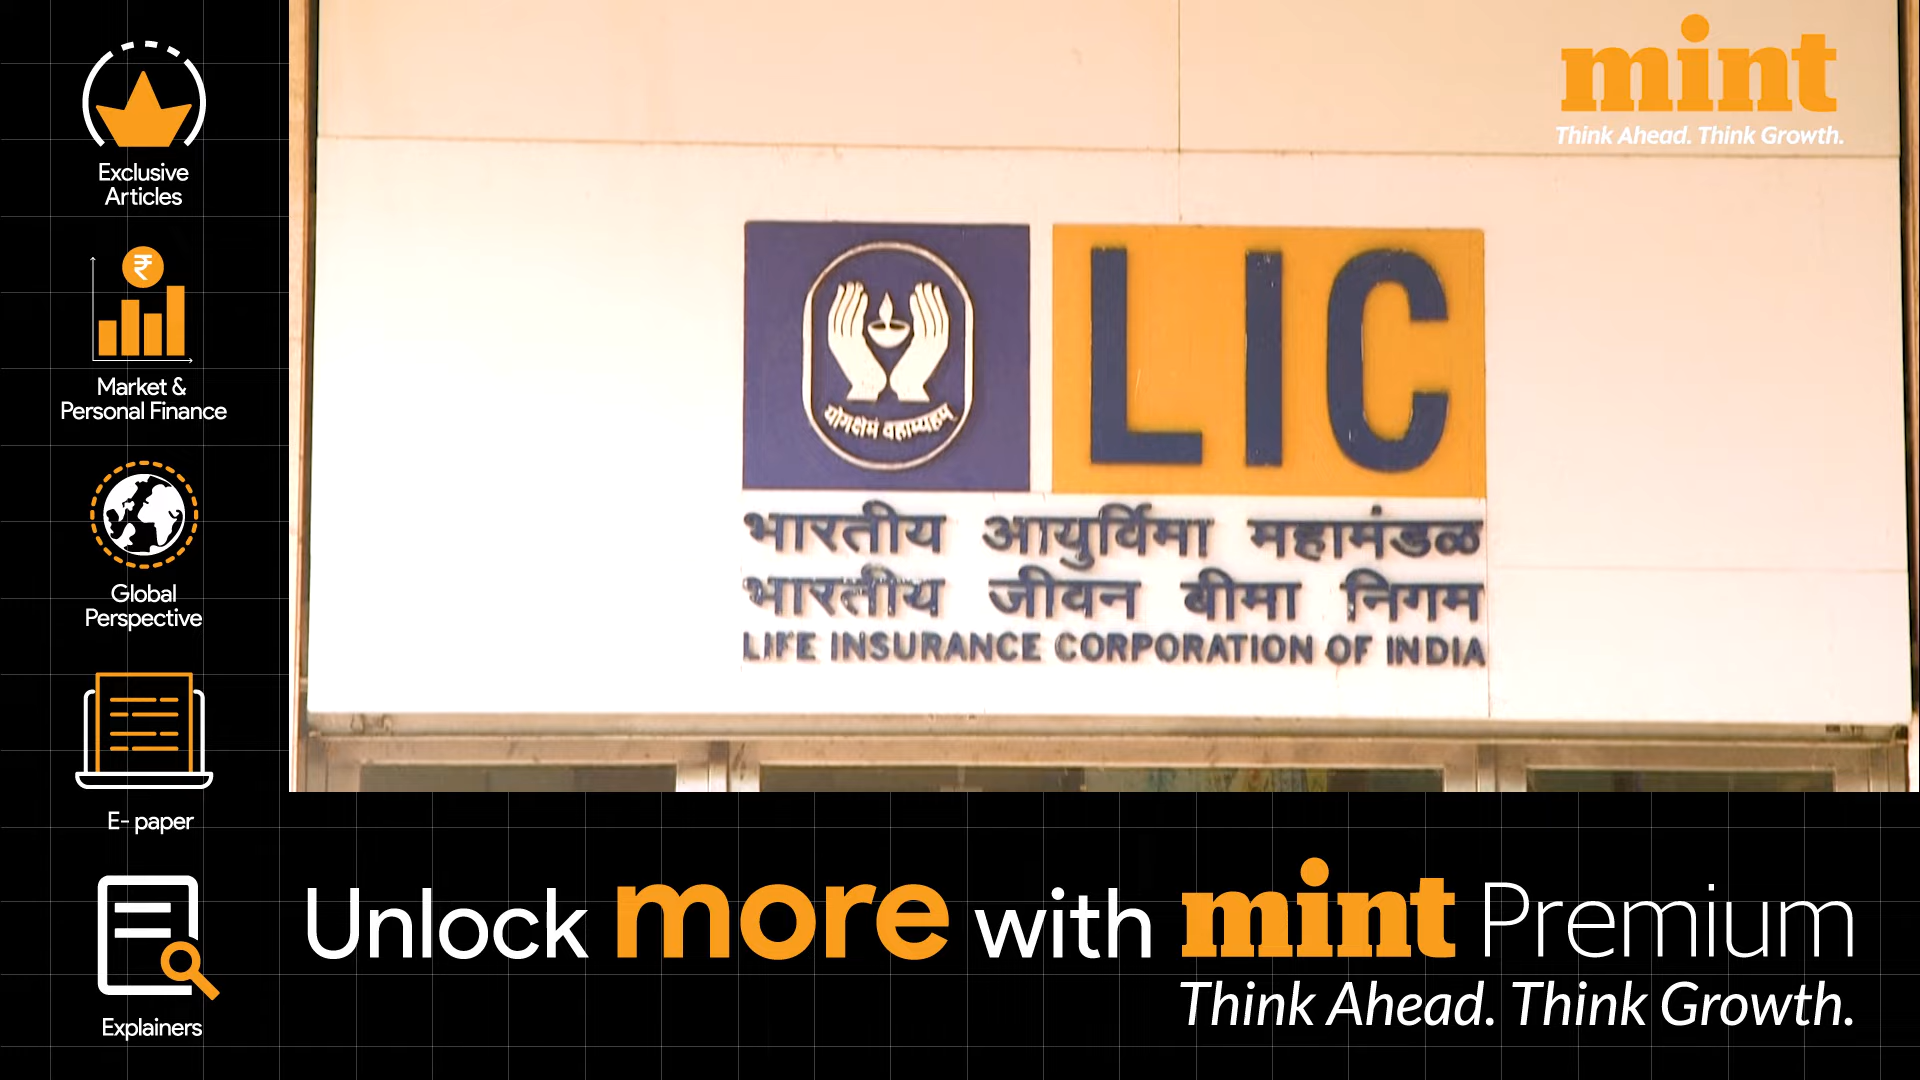 Exclusive
Articles
₹
Market &
Personal Finance
Global
Perspective
E- paper
Explainers
mint
Think Ahead. Think Growth.
LIC
योगक्षेमं वहाम्यहम्
भारतीय आयुर्विमा महामंडळ
भारतीय जीवन बीमा निगम
LIFE INSURANCE CORPORATION OF INDIA
Unlock more with mint Premium
Think Ahead. Think Growth.